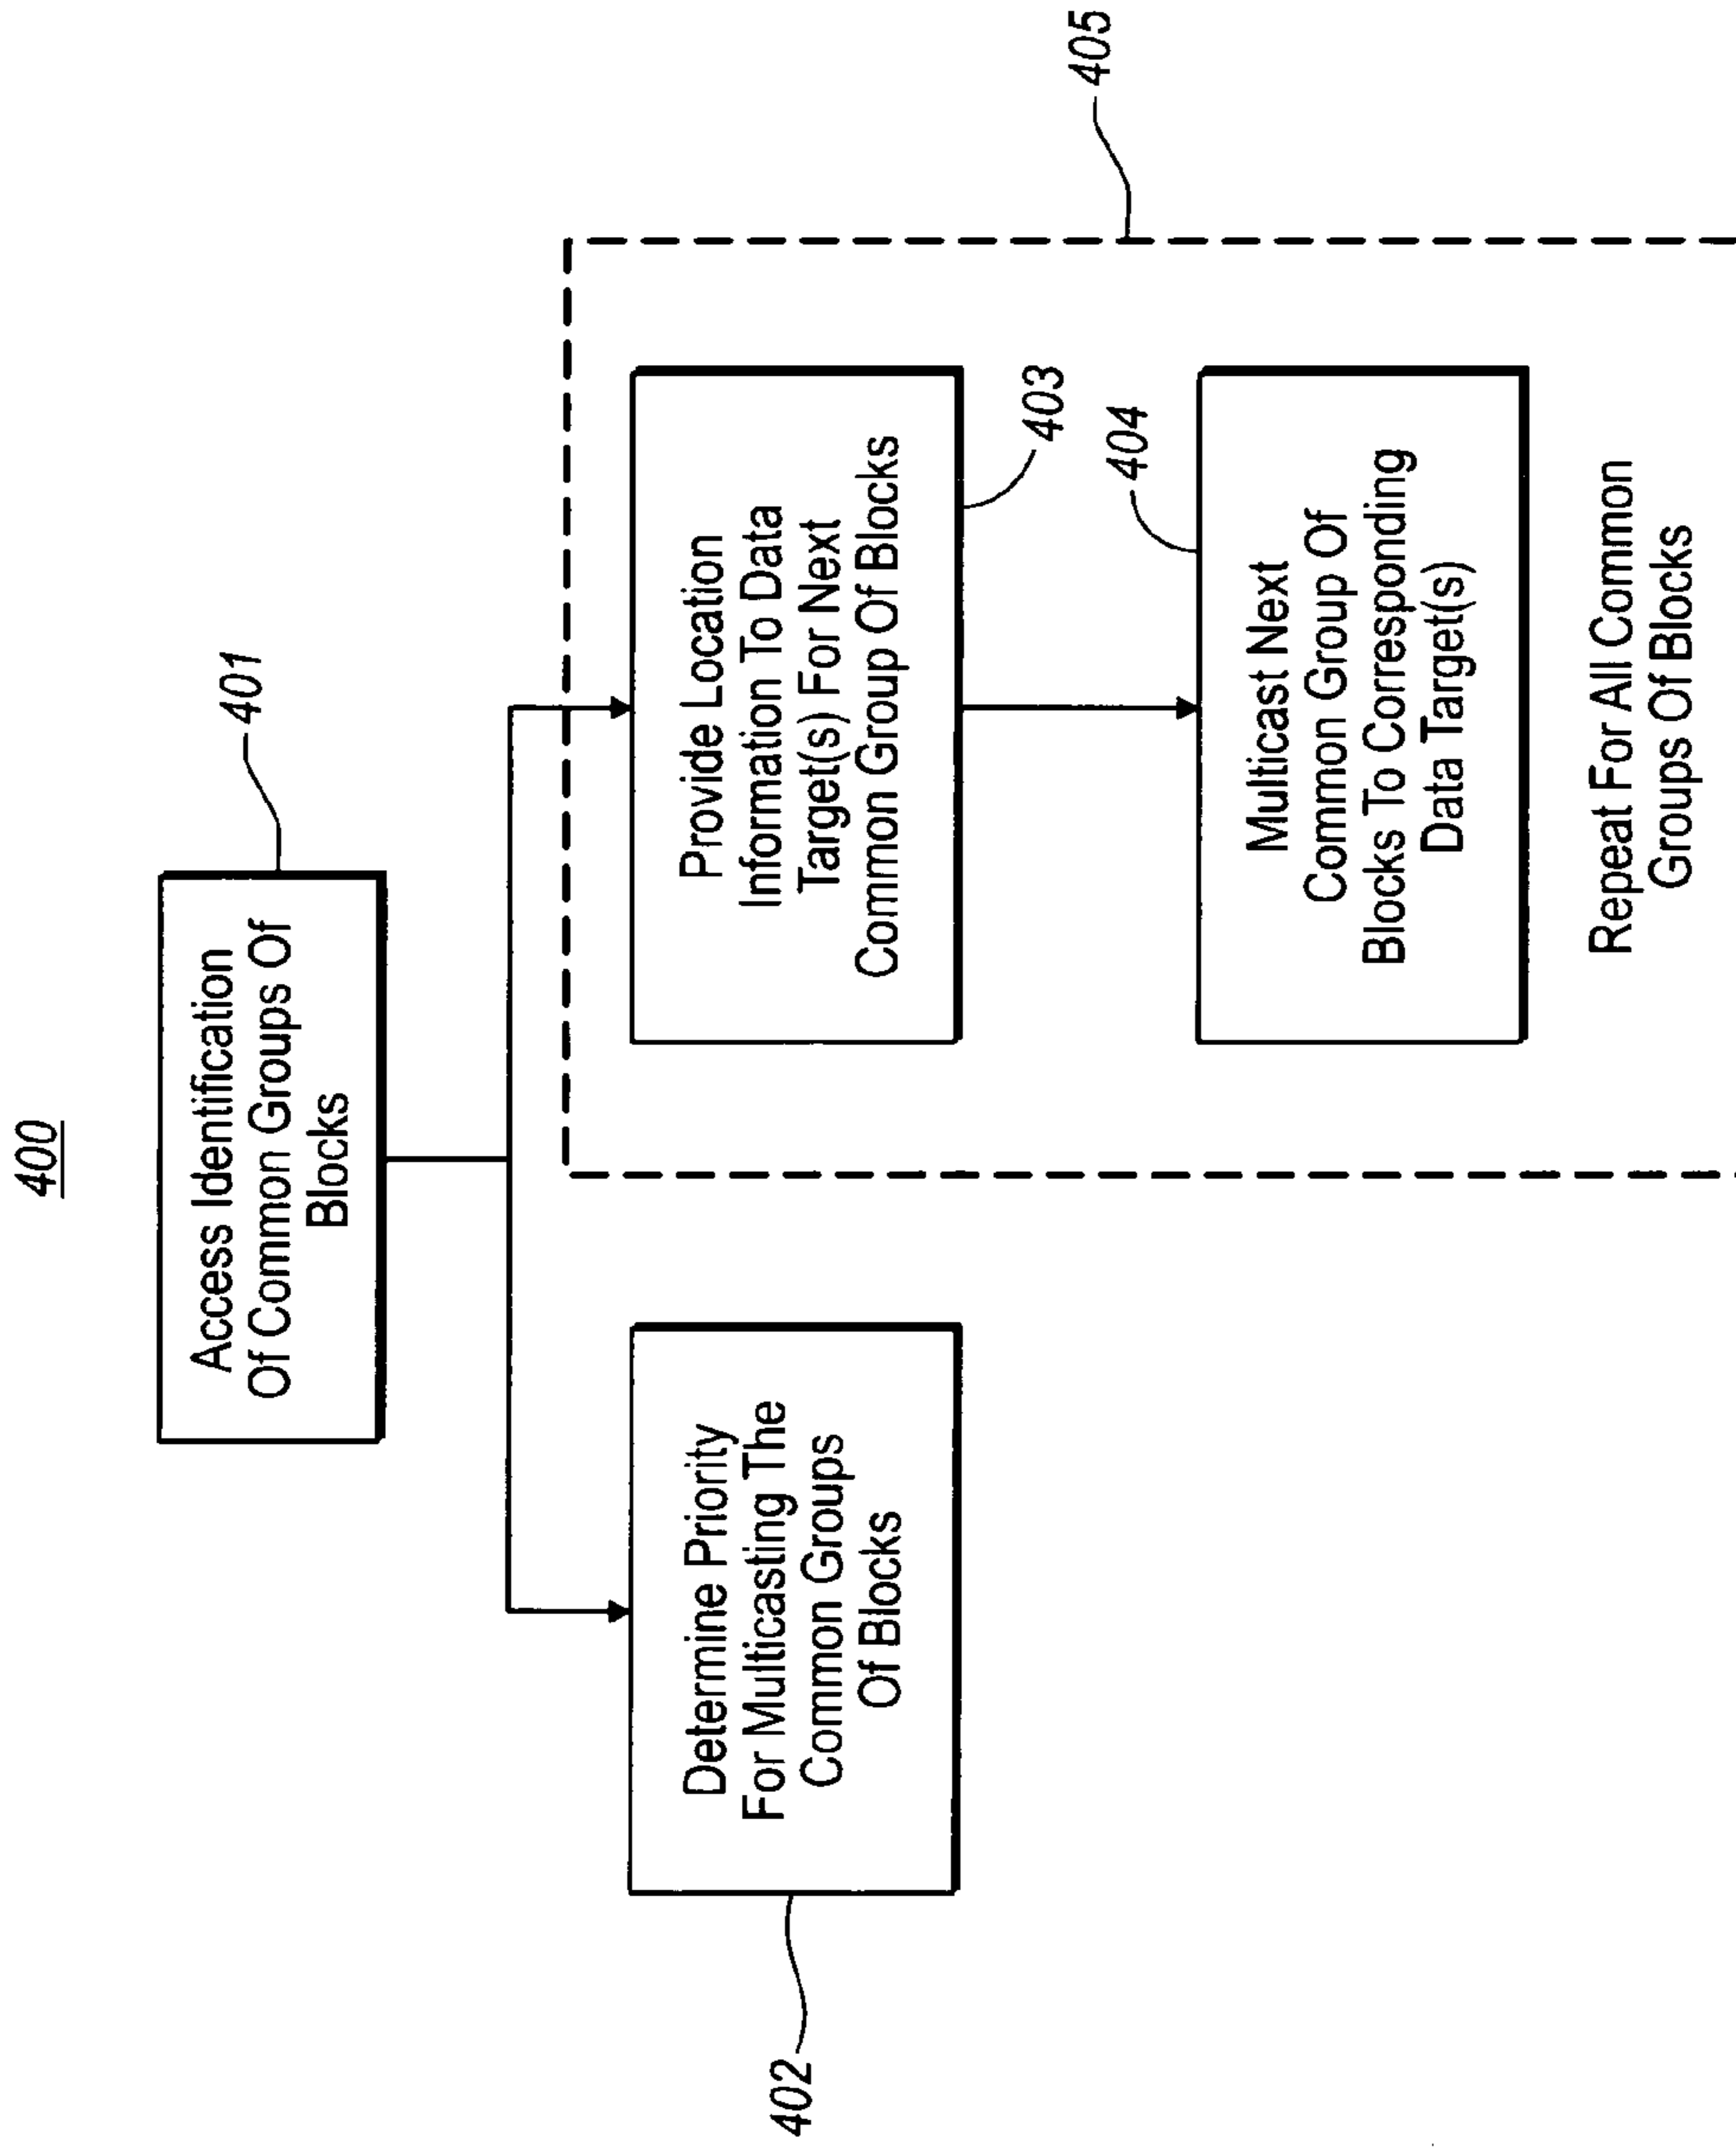 400
401
Access Identification
Of Common Groups Of
Blocks
402
Determine Priority
For Multicasting The
Common Groups
Of Blocks
405
Provide Location
Information To Data
Target(s) For Next
Common Group Of Blocks
403
404
Multicast Next
Common Group Of
Blocks To Corresponding
Data Target(s)
Repeat For All Common
Groups Of Blocks